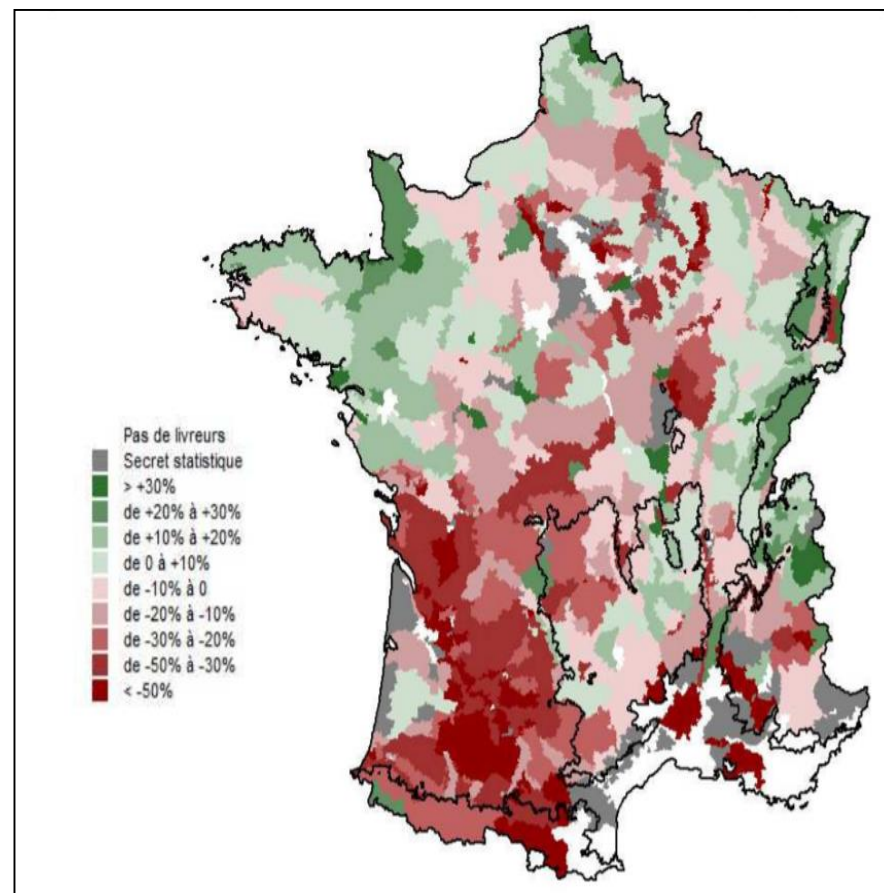 Pas de livreurs
Secret statistique
> +30%
de +20% à +30%
de +10% à +20%
de 0 à +10%
de -10% à 0
de -20% à -10%
de -30% à -20%
de -50% à -30%
< -50%